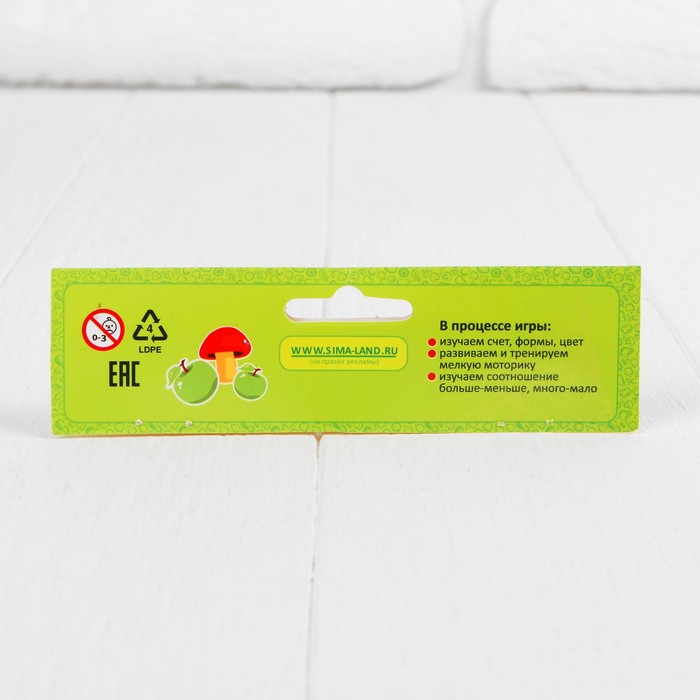 0-3
4
LDPE
EAC
WWW.SIMA-LAND.RU
(на правах рекламы)
В процессе игры:
изучаем счет, формы, цвет
развиваем и тренируем
мелкую моторику
изучаем соотношение
больше-меньше, много-мало